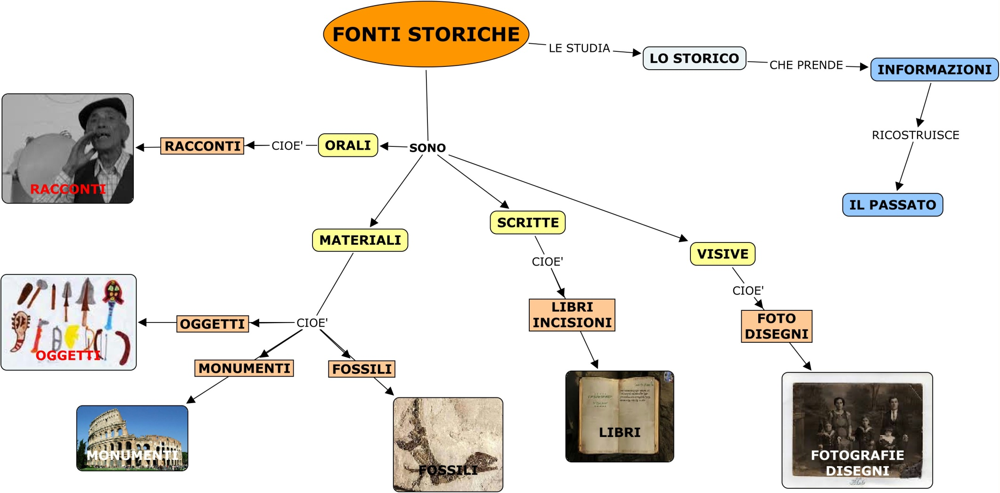 FONTI STORICHE
LE STUDIA
LO STORICO
CHE PRENDE
INFORMAZIONI
RICOSTRUISCE
IL PASSATO
SONO
ORALI
CIOE'
RACCONTI
RACCONTI
MATERIALI
CIOE'
OGGETTI
OGGETTI
MONUMENTI
MONUMENTI
FOSSILI
FOSSILI
SCRITTE
CIOE'
LIBRI
INCISIONI
LIBRI
VISIVE
CIOE'
FOTO
DISEGNI
FOTOGRAFIE
DISEGNI